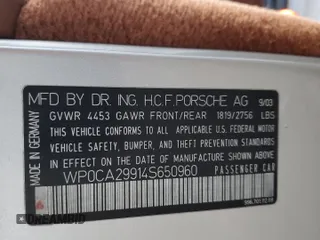 MFD BY DR. ING. H.C.F. PORSCHE AG 9/03
GVWR 4453 GAWR FRONT/REAR 1819/2756 LBS
THIS VEHICLE CONFORMS TO ALL APPLICABLE
FEDERAL MOTOR VEHICLE SAFETY,
BUMPER, AND THEFT PREVENTION STANDARDS
IN EFFECT ON THE DATE OF
MANUFACTURE SHOWN ABOVE
WP0CA29914S650960 PASSENGER CAR
MADE IN GERMANY